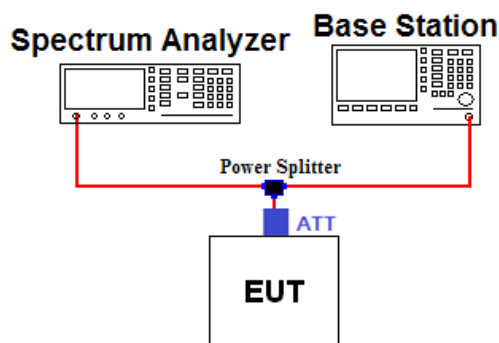 Spectrum Analyzer
Base Station
Power Splitter
ATT
EUT